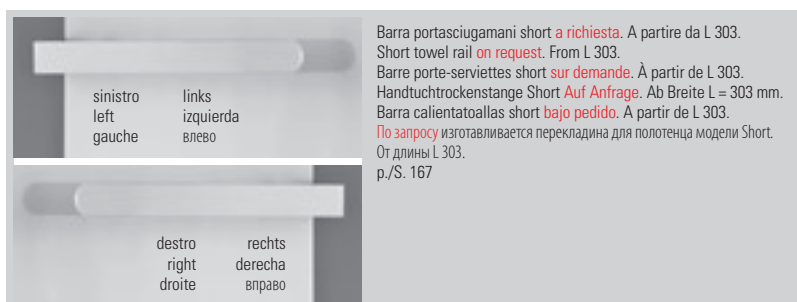 sinistro links
left izquierda
gauche влево
destro rechts
right derecha
droite вправо
Barra portasciugamani short a richiesta. A partire da L 303.
Short towel rail on request. From L 303.
Barre porte-serviettes short sur demande. À partir de L 303.
Handtuchtrockenstange Short Auf Anfrage. Ab Breite L = 303 mm.
Barra calientatoallas short bajo pedido. A partir de L 303.
По запросу изготавливается перекладина для полотенца модели Short.
От длины L 303.
p./S. 167